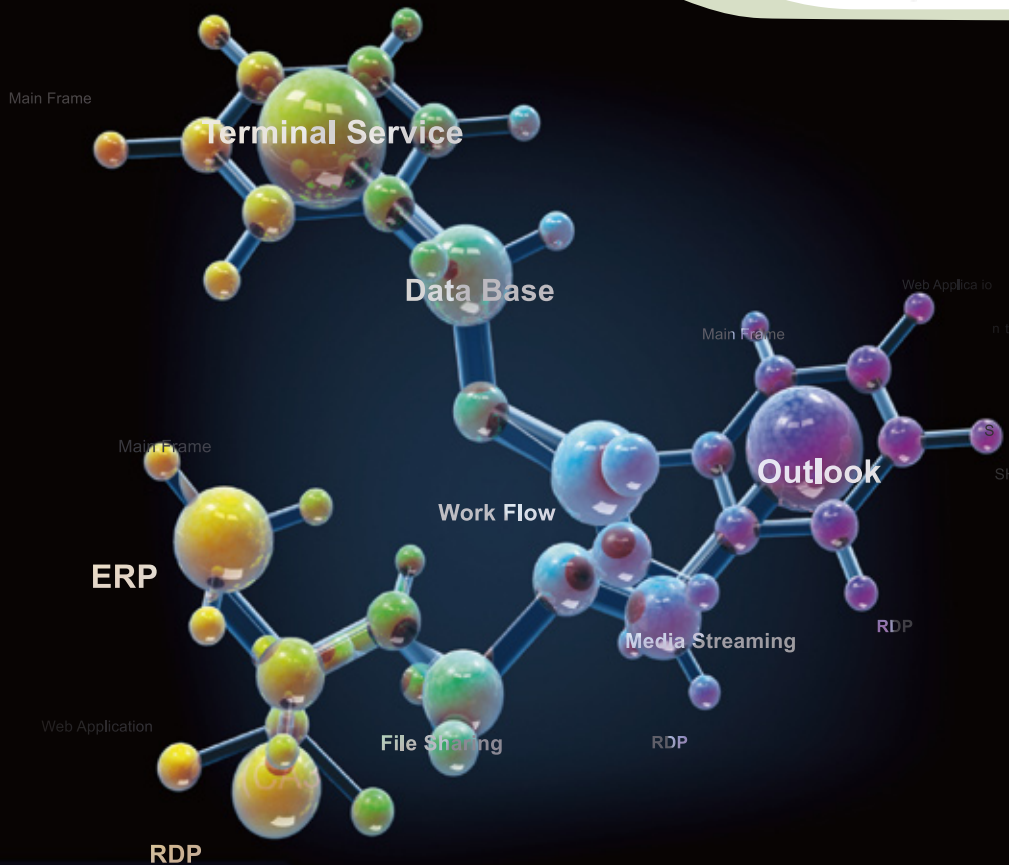 Main Frame
Terminal Service
Data Base
Web Applica io
Main Frame
Main Frame
Outlook
Work Flow
ERP
RDP
Media Streaming
Web Application
File Sharing
RDP
RDP